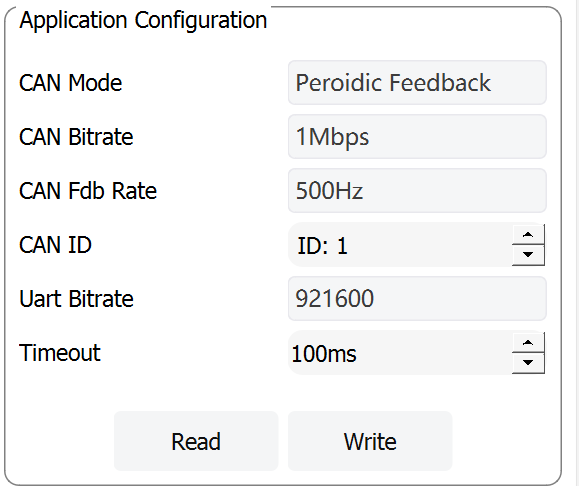 Application Configuration
CAN Mode Peroidic Feedback
CAN Bitrate 1Mbps
CAN Fdb Rate 500Hz
CAN ID ID: 1
Uart Bitrate 921600
Timeout 100ms
Read Write